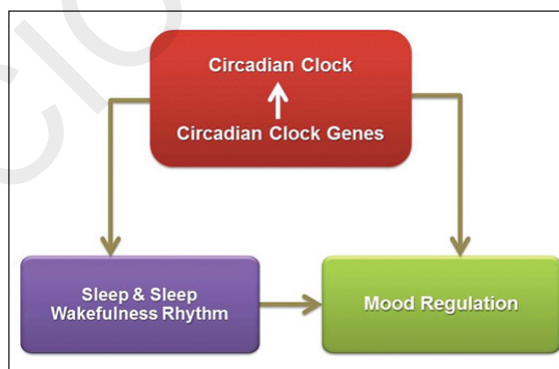 Circadian Clock
Circadian Clock Genes
Sleep & Sleep
Wakefulness Rhythm
Mood Regulation